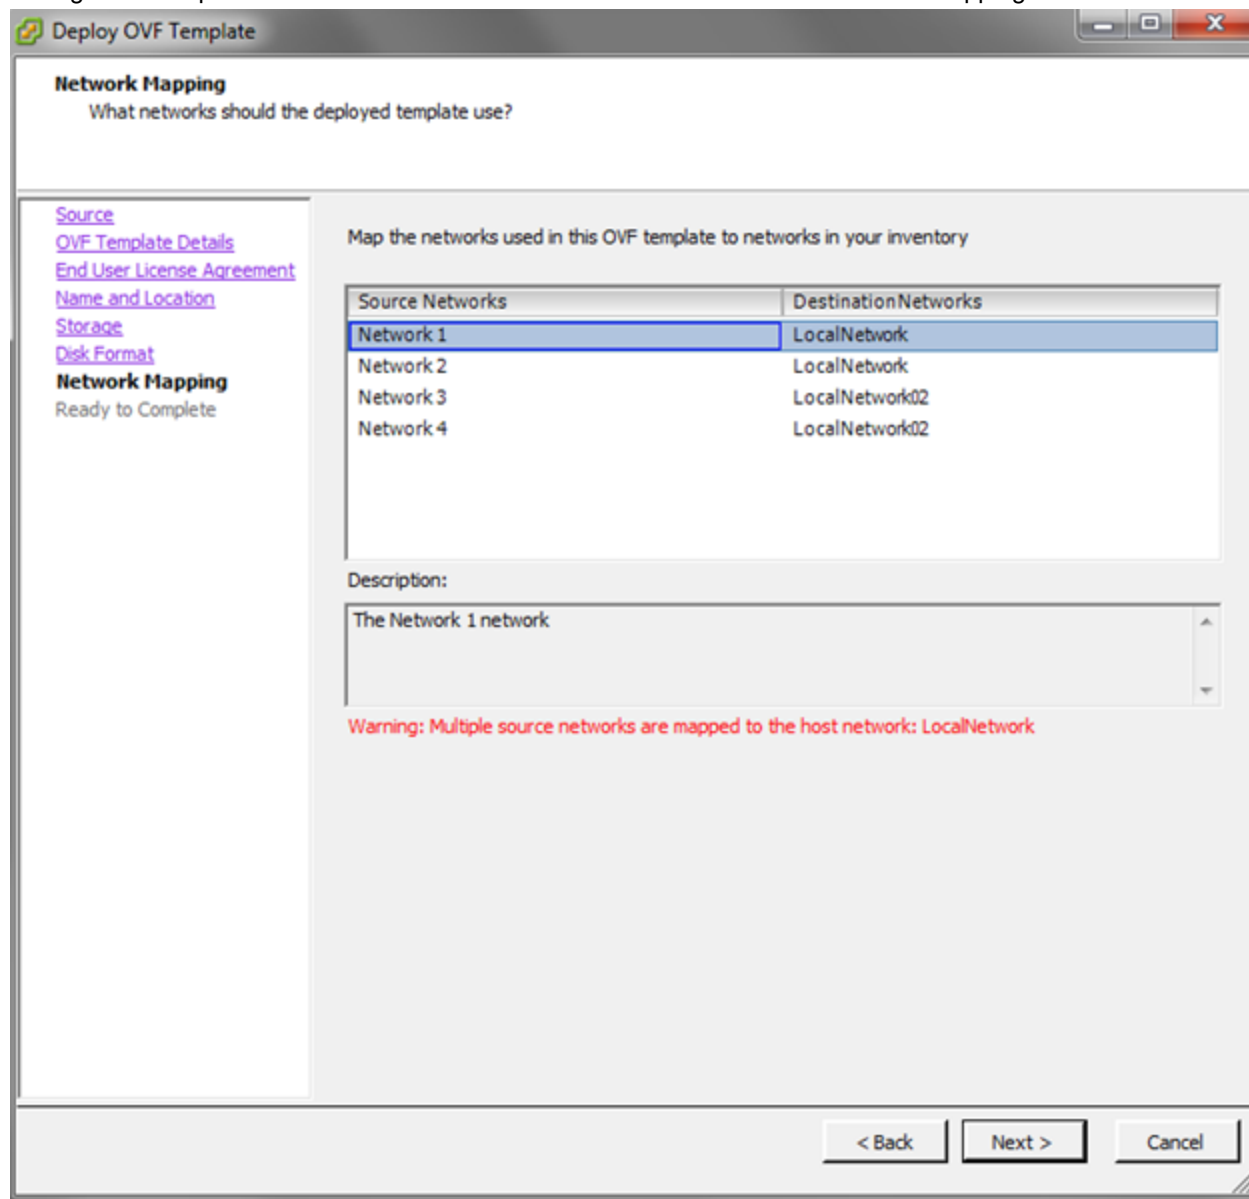 Deploy OVF Template
Network Mapping
What networks should the deployed template use?
Source
OVF Template Details
End User License Agreement
Name and Location
Storage
Disk Format
Network Mapping
Ready to Complete
Map the networks used in this OVF template to networks in your inventory
Source Networks DestinationNetworks
Network 1 LocalNetwork
Network 2 LocalNetwork
Network 3 LocalNetwork02
Network 4 LocalNetwork02
Description:
The Network 1 network
Warning: Multiple source networks are mapped to the host network: LocalNetwork
< Back Next > Cancel